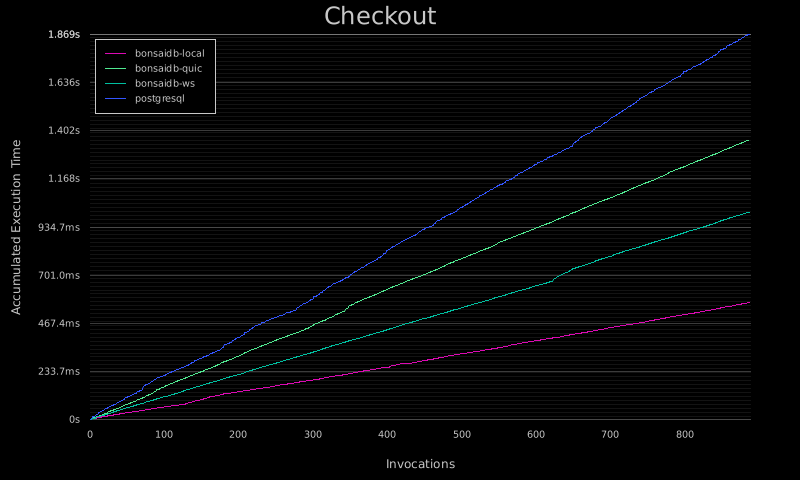 Checkout
1.869s
bonsaidb-local
bonsaidb-quic
bonsaidb-ws
postgresql
1.636s
1.402s
1.168s
934.7ms
701.0ms
467.4ms
233.7ms
0s
Accumulated Execution Time
0 100 200 300 400 500 600 700 800
Invocations